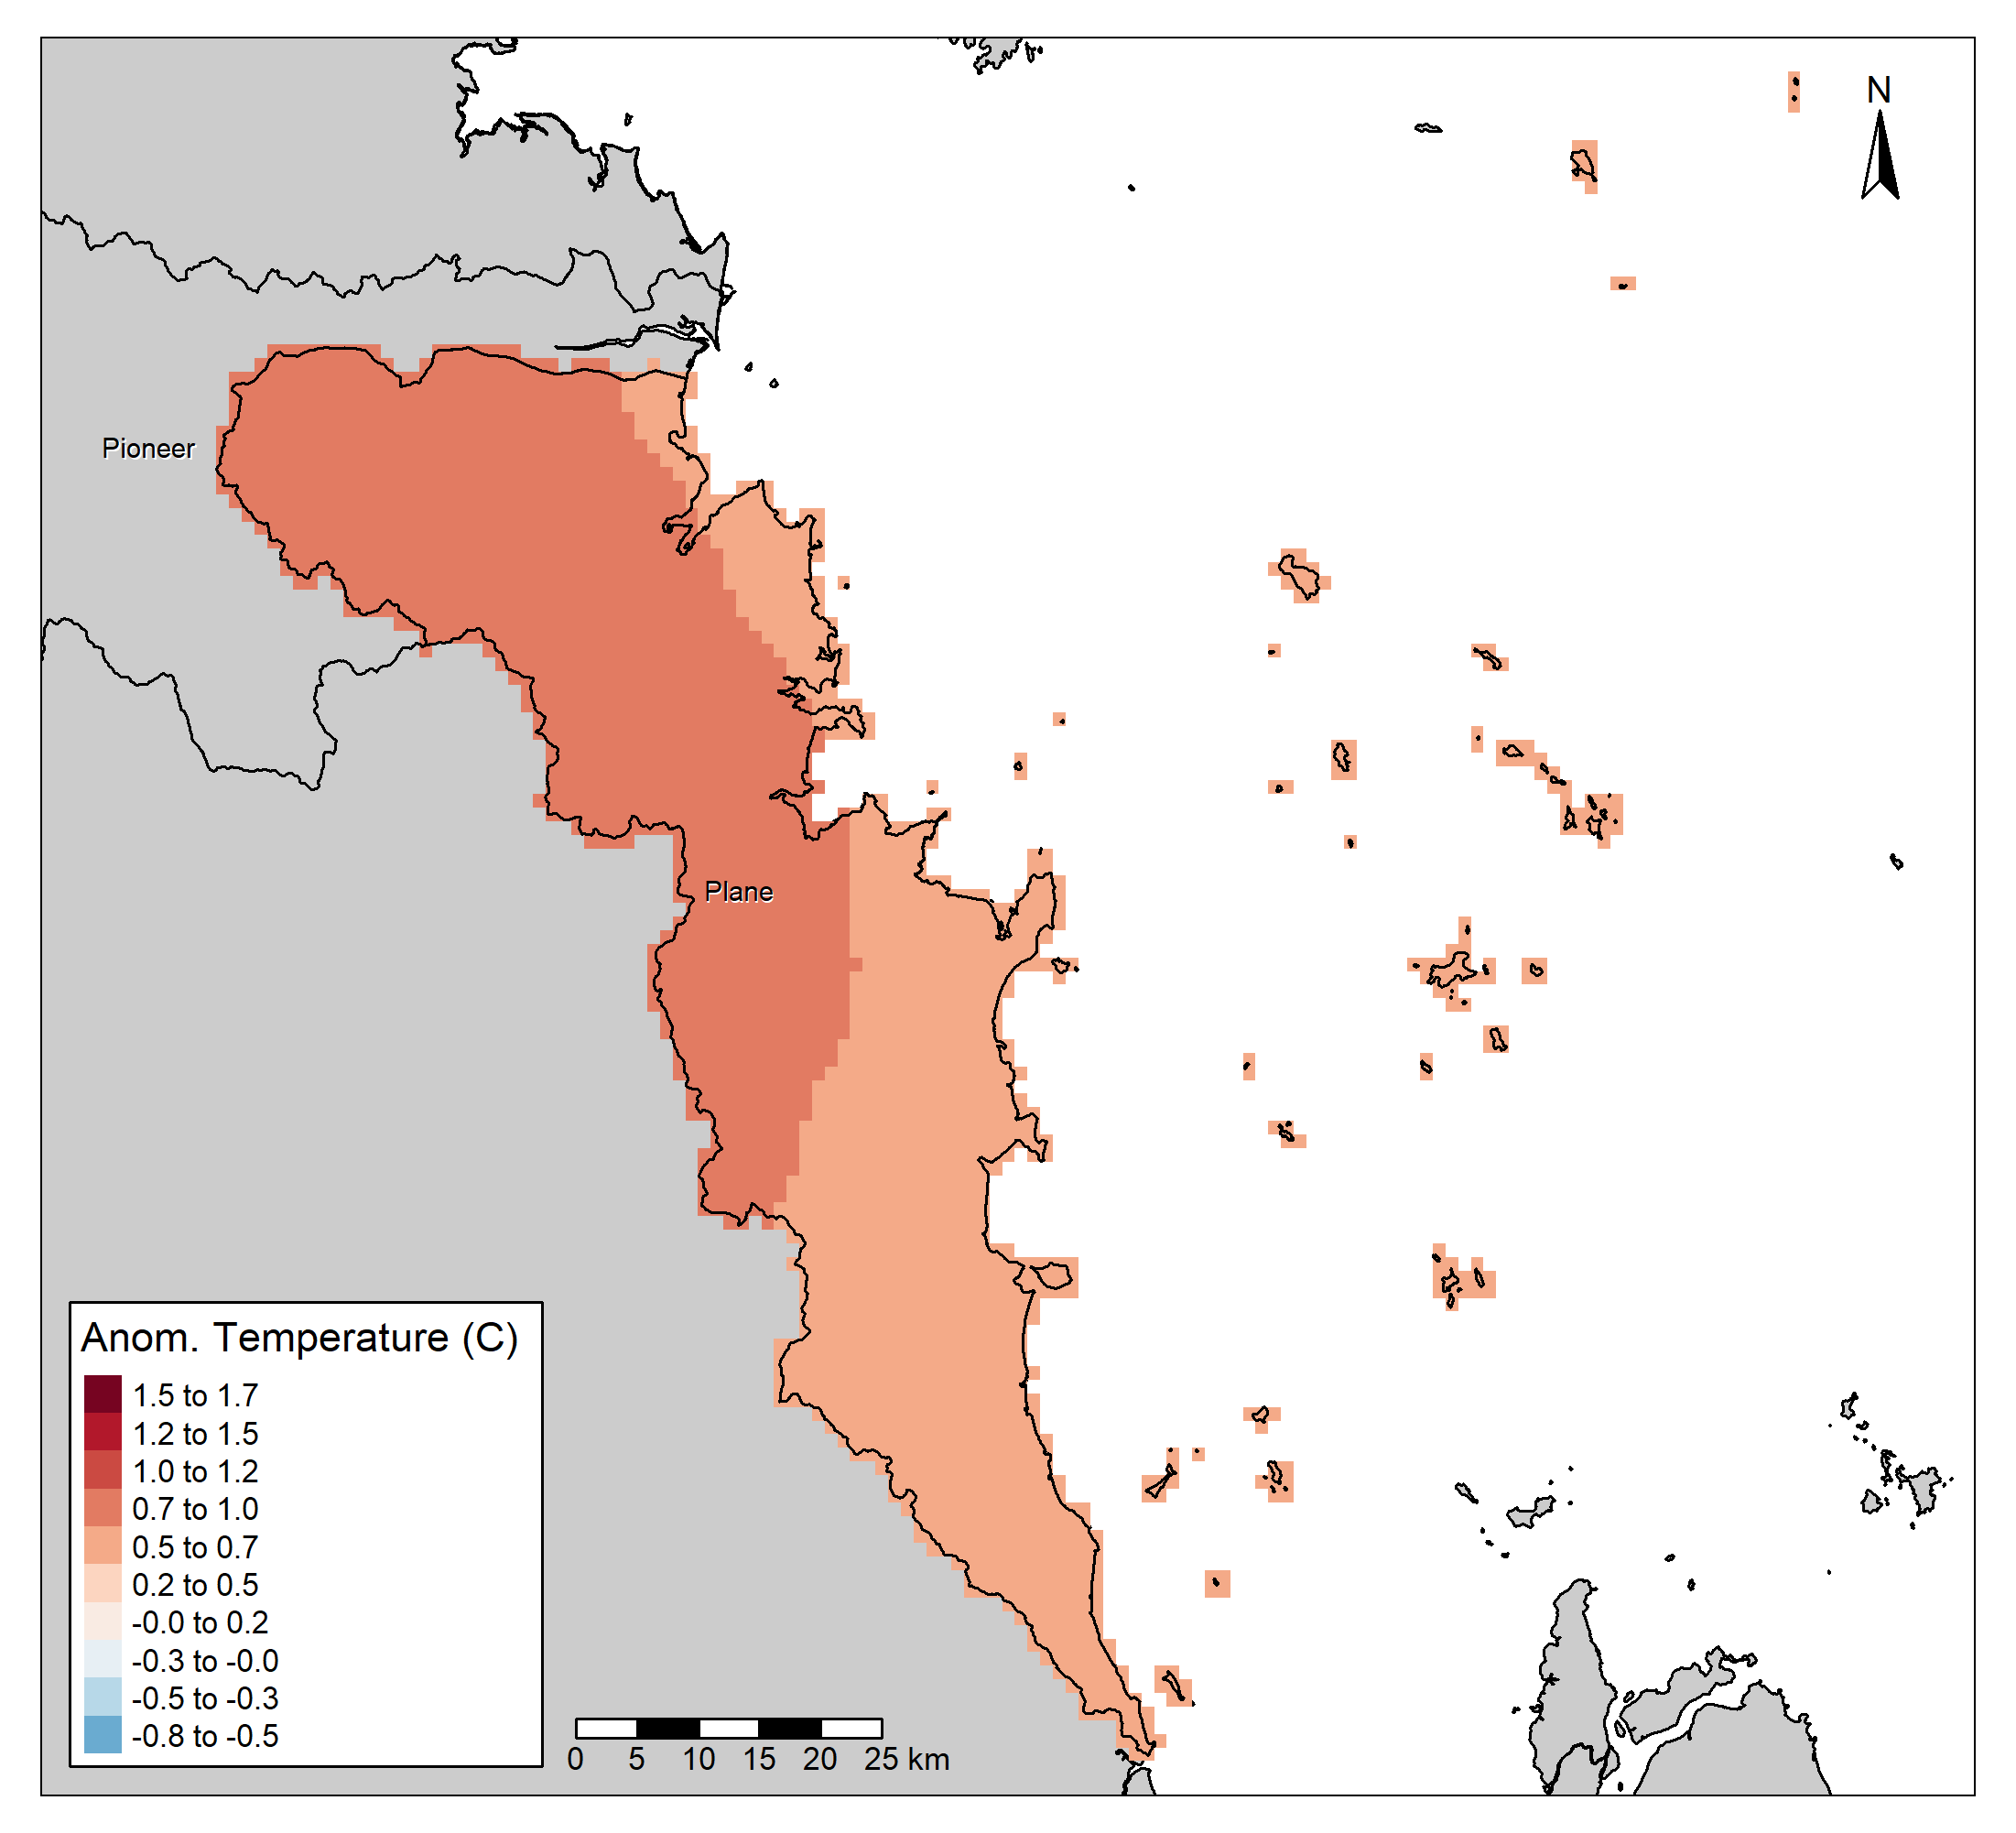 N
Pioneer
Plane
Anom. Temperature (C)
1.5 to 1.7
1.2 to 1.5
1.0 to 1.2
0.7 to 1.0
0.5 to 0.7
0.2 to 0.5
-0.0 to 0.2
-0.3 to -0.0
-0.5 to -0.3
-0.8 to -0.5
0 5 10 15 20 25 km